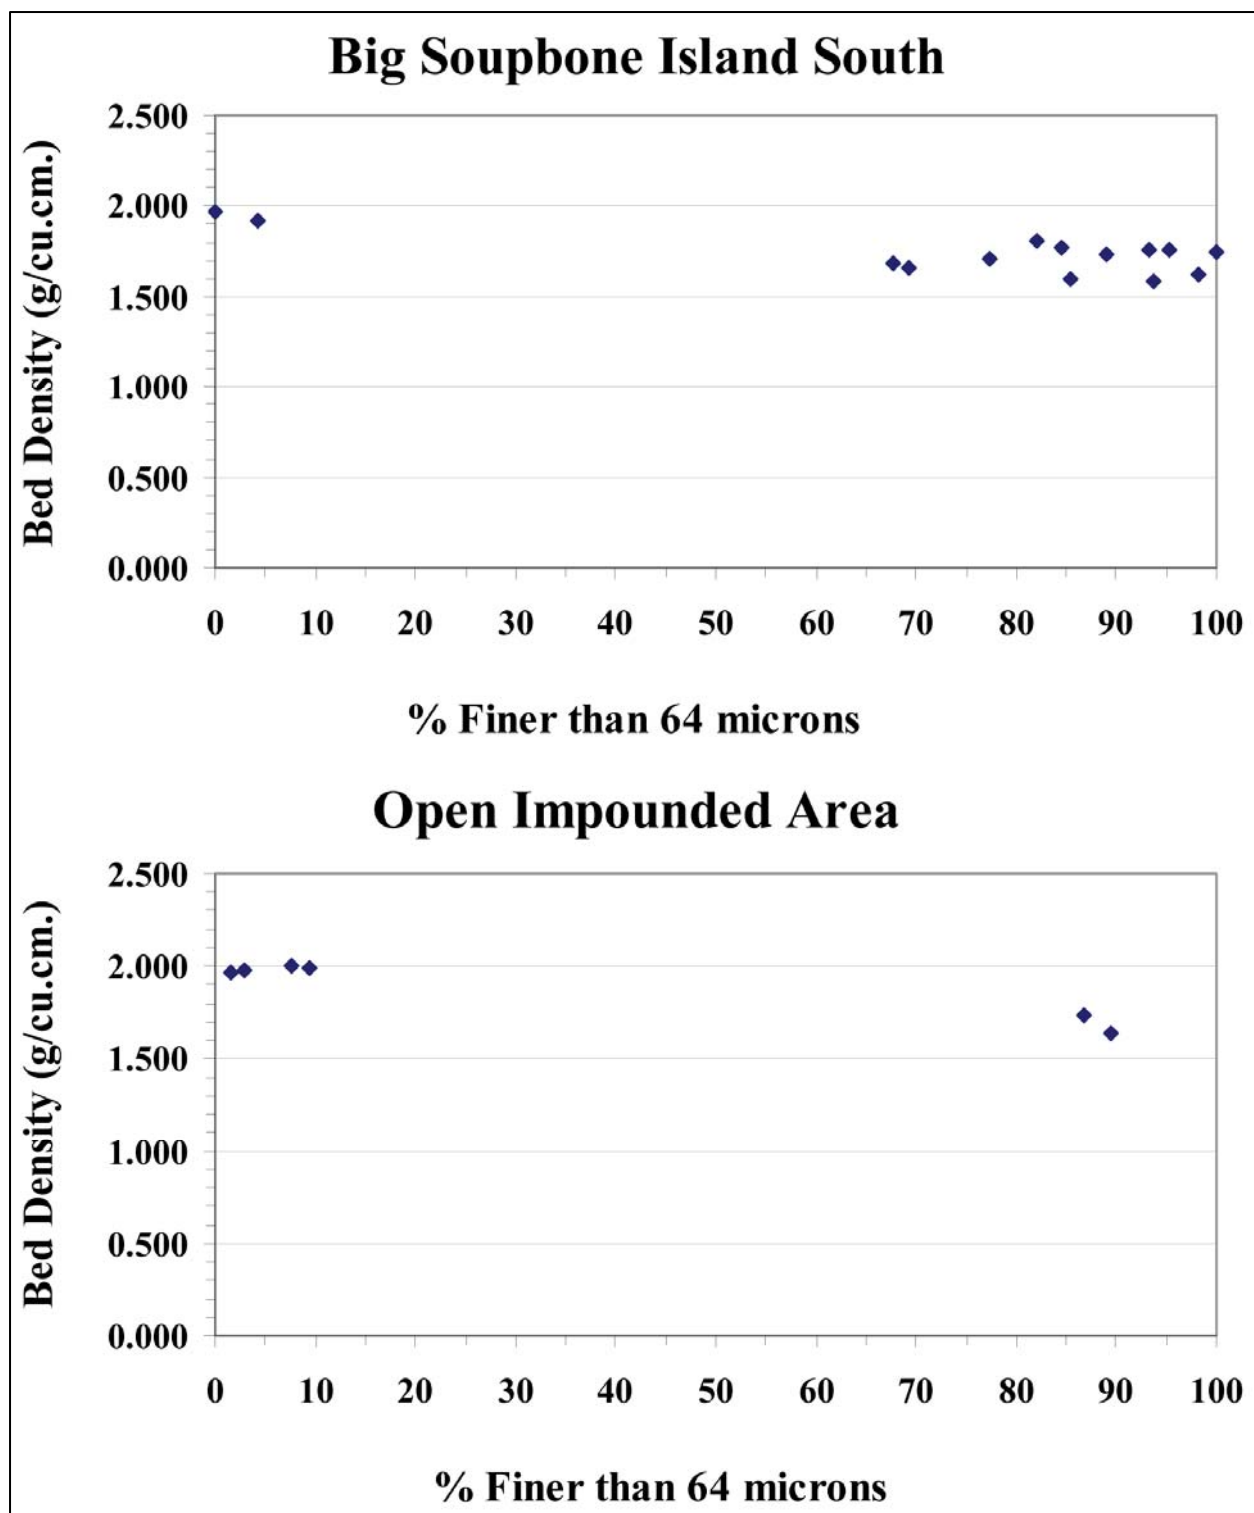 Big Soupbone Island South
2.500
2.000
1.500
1.000
0.500
0.000
Bed Density (g/cu.cm.)
0 10 20 30 40 50 60 70 80 90 100
% Finer than 64 microns
Open Impounded Area
2.500
2.000
1.500
1.000
0.500
0.000
Bed Density (g/cu.cm.)
0 10 20 30 40 50 60 70 80 90 100
% Finer than 64 microns